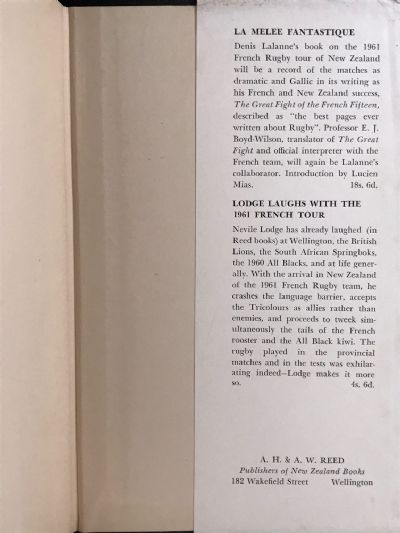 LA MELEE FANTASTIQUE
Denis Lalanne's book on the 1961
French Rugby tour of New Zealand
will be a record of the matches as
dramatic and Gallic in its writing as
his French and New Zealand success,
The Great Fight of the French Fifteen,
described as "the best pages ever
written about Rugby". Professor E. J.
Boyd-Wilson, translator of The Great
Fight and official interpreter with the
French team, will again be Lalanne's
collaborator. Introduction by Lucien
Mias. 18s. 6d.
LODGE LAUGHS WITH THE
1961 FRENCH TOUR
Nevile Lodge has already laughed (in
Reed books) at Wellington, the British
Lions, the South African Springboks,
the 1960 All Blacks, and at life gener-
ally. With the arrival in New Zealand
of the 1961 French Rugby team, he
crashes the language barrier, accepts
the Tricolours as allies rather than
enemies, and proceeds to tweak sim-
ultaneously the tails of the French
rooster and the All Black kiwi. The
rugby played in the provincial
matches and in the tests was exhilar-
ating indeed—Lodge makes it more
so. 4s. 6d.
A. H. & A. W. REED
Publishers of New Zealand Books
182 Wakefield Street Wellington